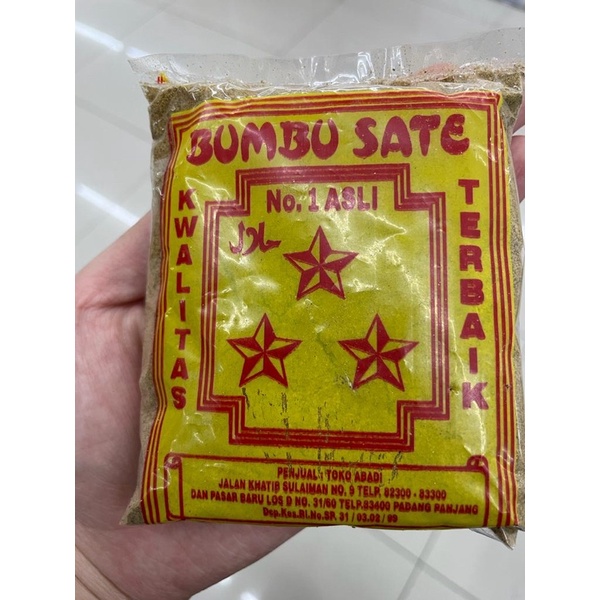 BUMBU SATE
No. 1 ASLI
حلال
KWALITAS
TERBAIK
PENJUAL : TOKO ABADI
JALAN KHATIB SULAIMAN NO. 9 TELP. 82300 - 83300
DAN PASAR BARU LOS D NO. 31/60 TELP.83400 PADANG PANJANG
Dep.Kes.RI.No.SP. 31 / 03.02 / 99